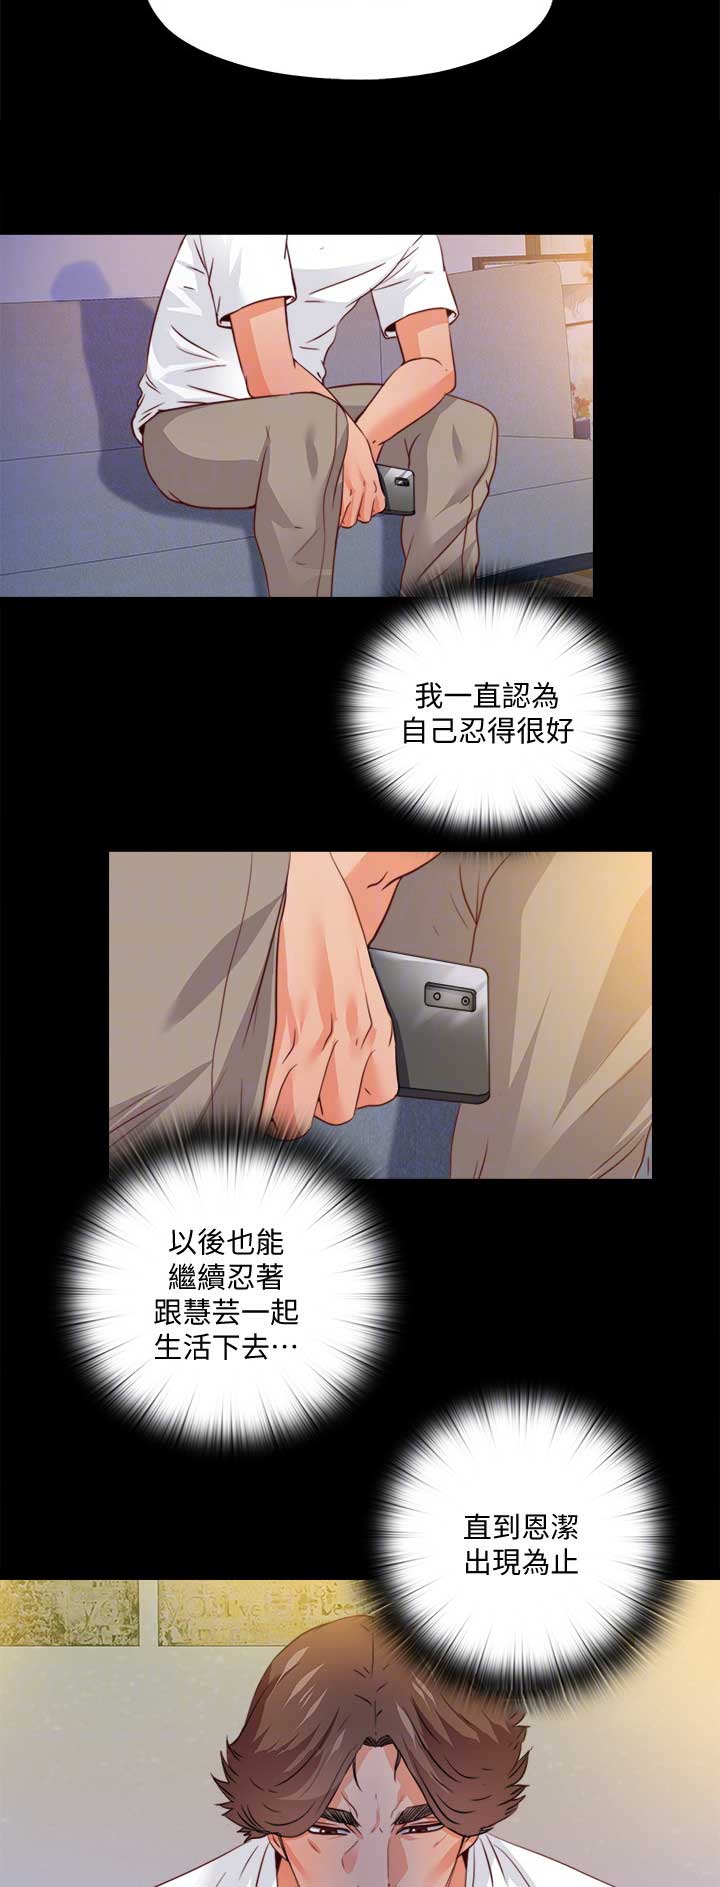 我一直認為
自己忍得很好
以後也能
繼續忍著
跟慧芸一起
生活下去…
直到恩潔
出現為止